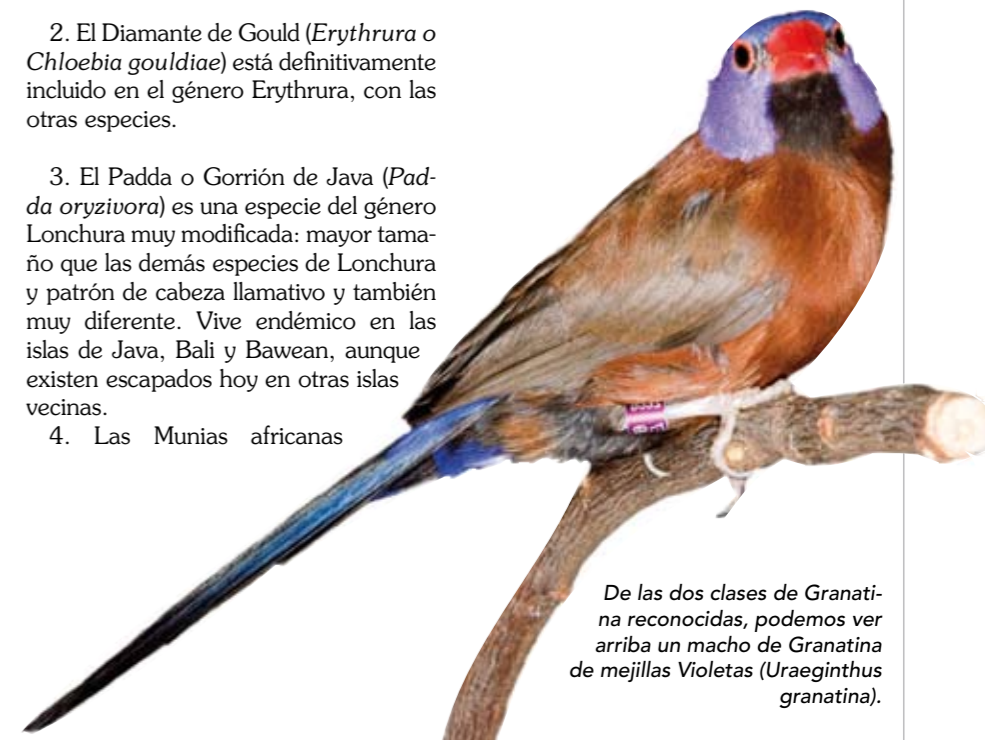 2. El Diamante de Gould (Erythrura o
Chloebia gouldiae) está definitivamente
incluido en el género Erythrura, con las
otras especies.
3. El Padda o Gorrión de Java (Pad-
da oryzivora) es una especie del género
Lonchura muy modificada: mayor tama-
ño que las demás especies de Lonchura
y patrón de cabeza llamativo y también
muy diferente. Vive endémico en las
islas de Java, Bali y Bawean, aunque
existen escapados hoy en otras islas
vecinas.
4. Las Munias africanas
De las dos clases de Granati-
na reconocidas, podemos ver
arriba un macho de Granatina
de mejillas Violetas (Uraeginthus
granatina).